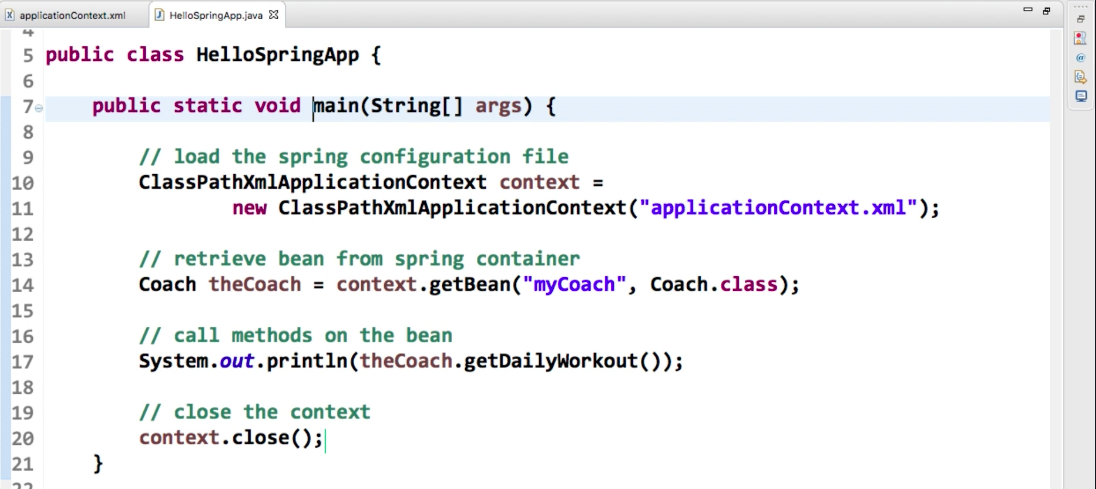 applicationContext.xml HelloSpringApp.java
4
5 public class HelloSpringApp {
6
7 public static void main(String[] args) {
8
9 // load the spring configuration file
10 ClassPathXmlApplicationContext context =
11 new ClassPathXmlApplicationContext("applicationContext.xml");
12
13 // retrieve bean from spring container
14 Coach theCoach = context.getBean("myCoach", Coach.class);
15
16 // call methods on the bean
17 System.out.println(theCoach.getDailyWorkout());
18
19 // close the context
20 context.close();
21 }
22